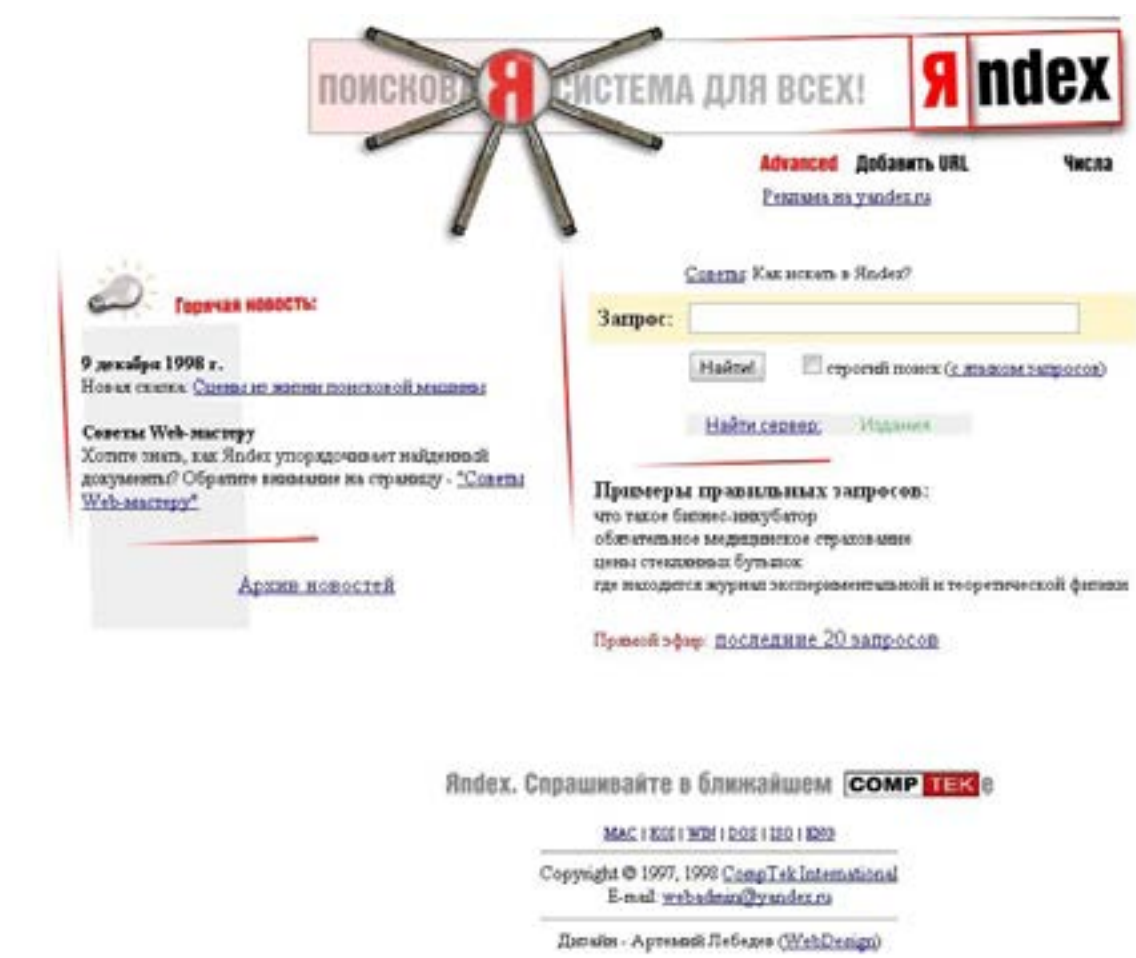 ПОИСКОВ Я СИСТЕМА ДЛЯ ВСЕХ!
Яndex
Advanced Добавить URL Числа
Реклама на yandex.ru
Горячая новость:
9 декабря 1998 г.
Новая сказка. Сцены из жизни поисковой машины
Советы Web-мастеру
Хотите знать, как Яndex упорядочивает найденный
документы? Обратите внимание на страницу - "Советы
Web-мастеру"
Архив новостей
Советы: Как искать в Яndex?
Запрос:
Найти! строгий поиск (с языком запросов)
Найти сервер: Издания
Примеры правильных запросов:
что такое бизнес-инкубатор
обязательное медицинское страхование
цены стеклянных бутылок
где находится журнал экспериментальной и теоретической физики
Прямой эфир: последние 20 запросов
Яndex. Спрашивайте в ближайшем COMPTEKе
MAC | KOI | WIN | DOS | ISO | ENG
Copyright © 1997, 1998 CompTek International
E-mail: webadmin@yandex.ru
Дизайн - Артемий Лебедев (WebDesign)